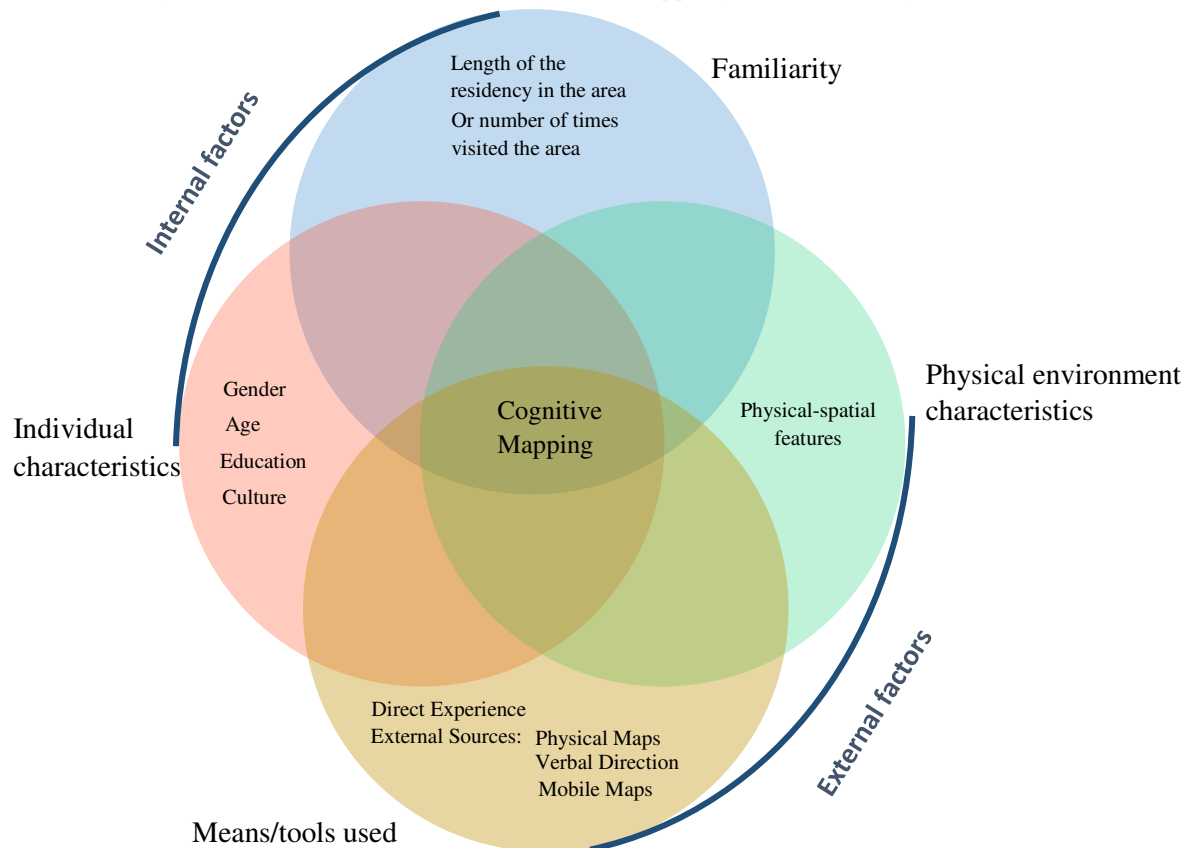 Length of the
residency in the area
Or number of times
visited the area
Familiarity
Internal factors
Individual
characteristics
Gender
Age
Education
Culture
Cognitive
Mapping
Physical-spatial
features
Physical environment
characteristics
Direct Experience
External Sources: Physical Maps
Verbal Direction
Mobile Maps
External factors
Means/tools used